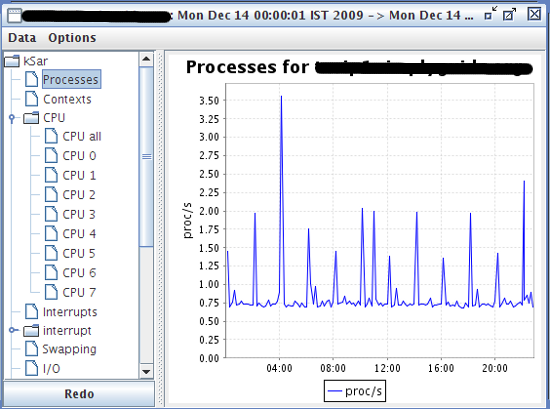 : Mon Dec 14 00:00:01 IST 2009 -> Mon Dec 14 ...
Data Options
kSar
Processes
Contexts
CPU
CPU all
CPU 0
CPU 1
CPU 2
CPU 3
CPU 4
CPU 5
CPU 6
CPU 7
Interrupts
interrupt
Swapping
I/O
Redo
Processes for
proc/s
3.50
3.25
3.00
2.75
2.50
2.25
2.00
1.75
1.50
1.25
1.00
0.75
0.50
0.25
0.00
04:00 08:00 12:00 16:00 20:00
proc/s